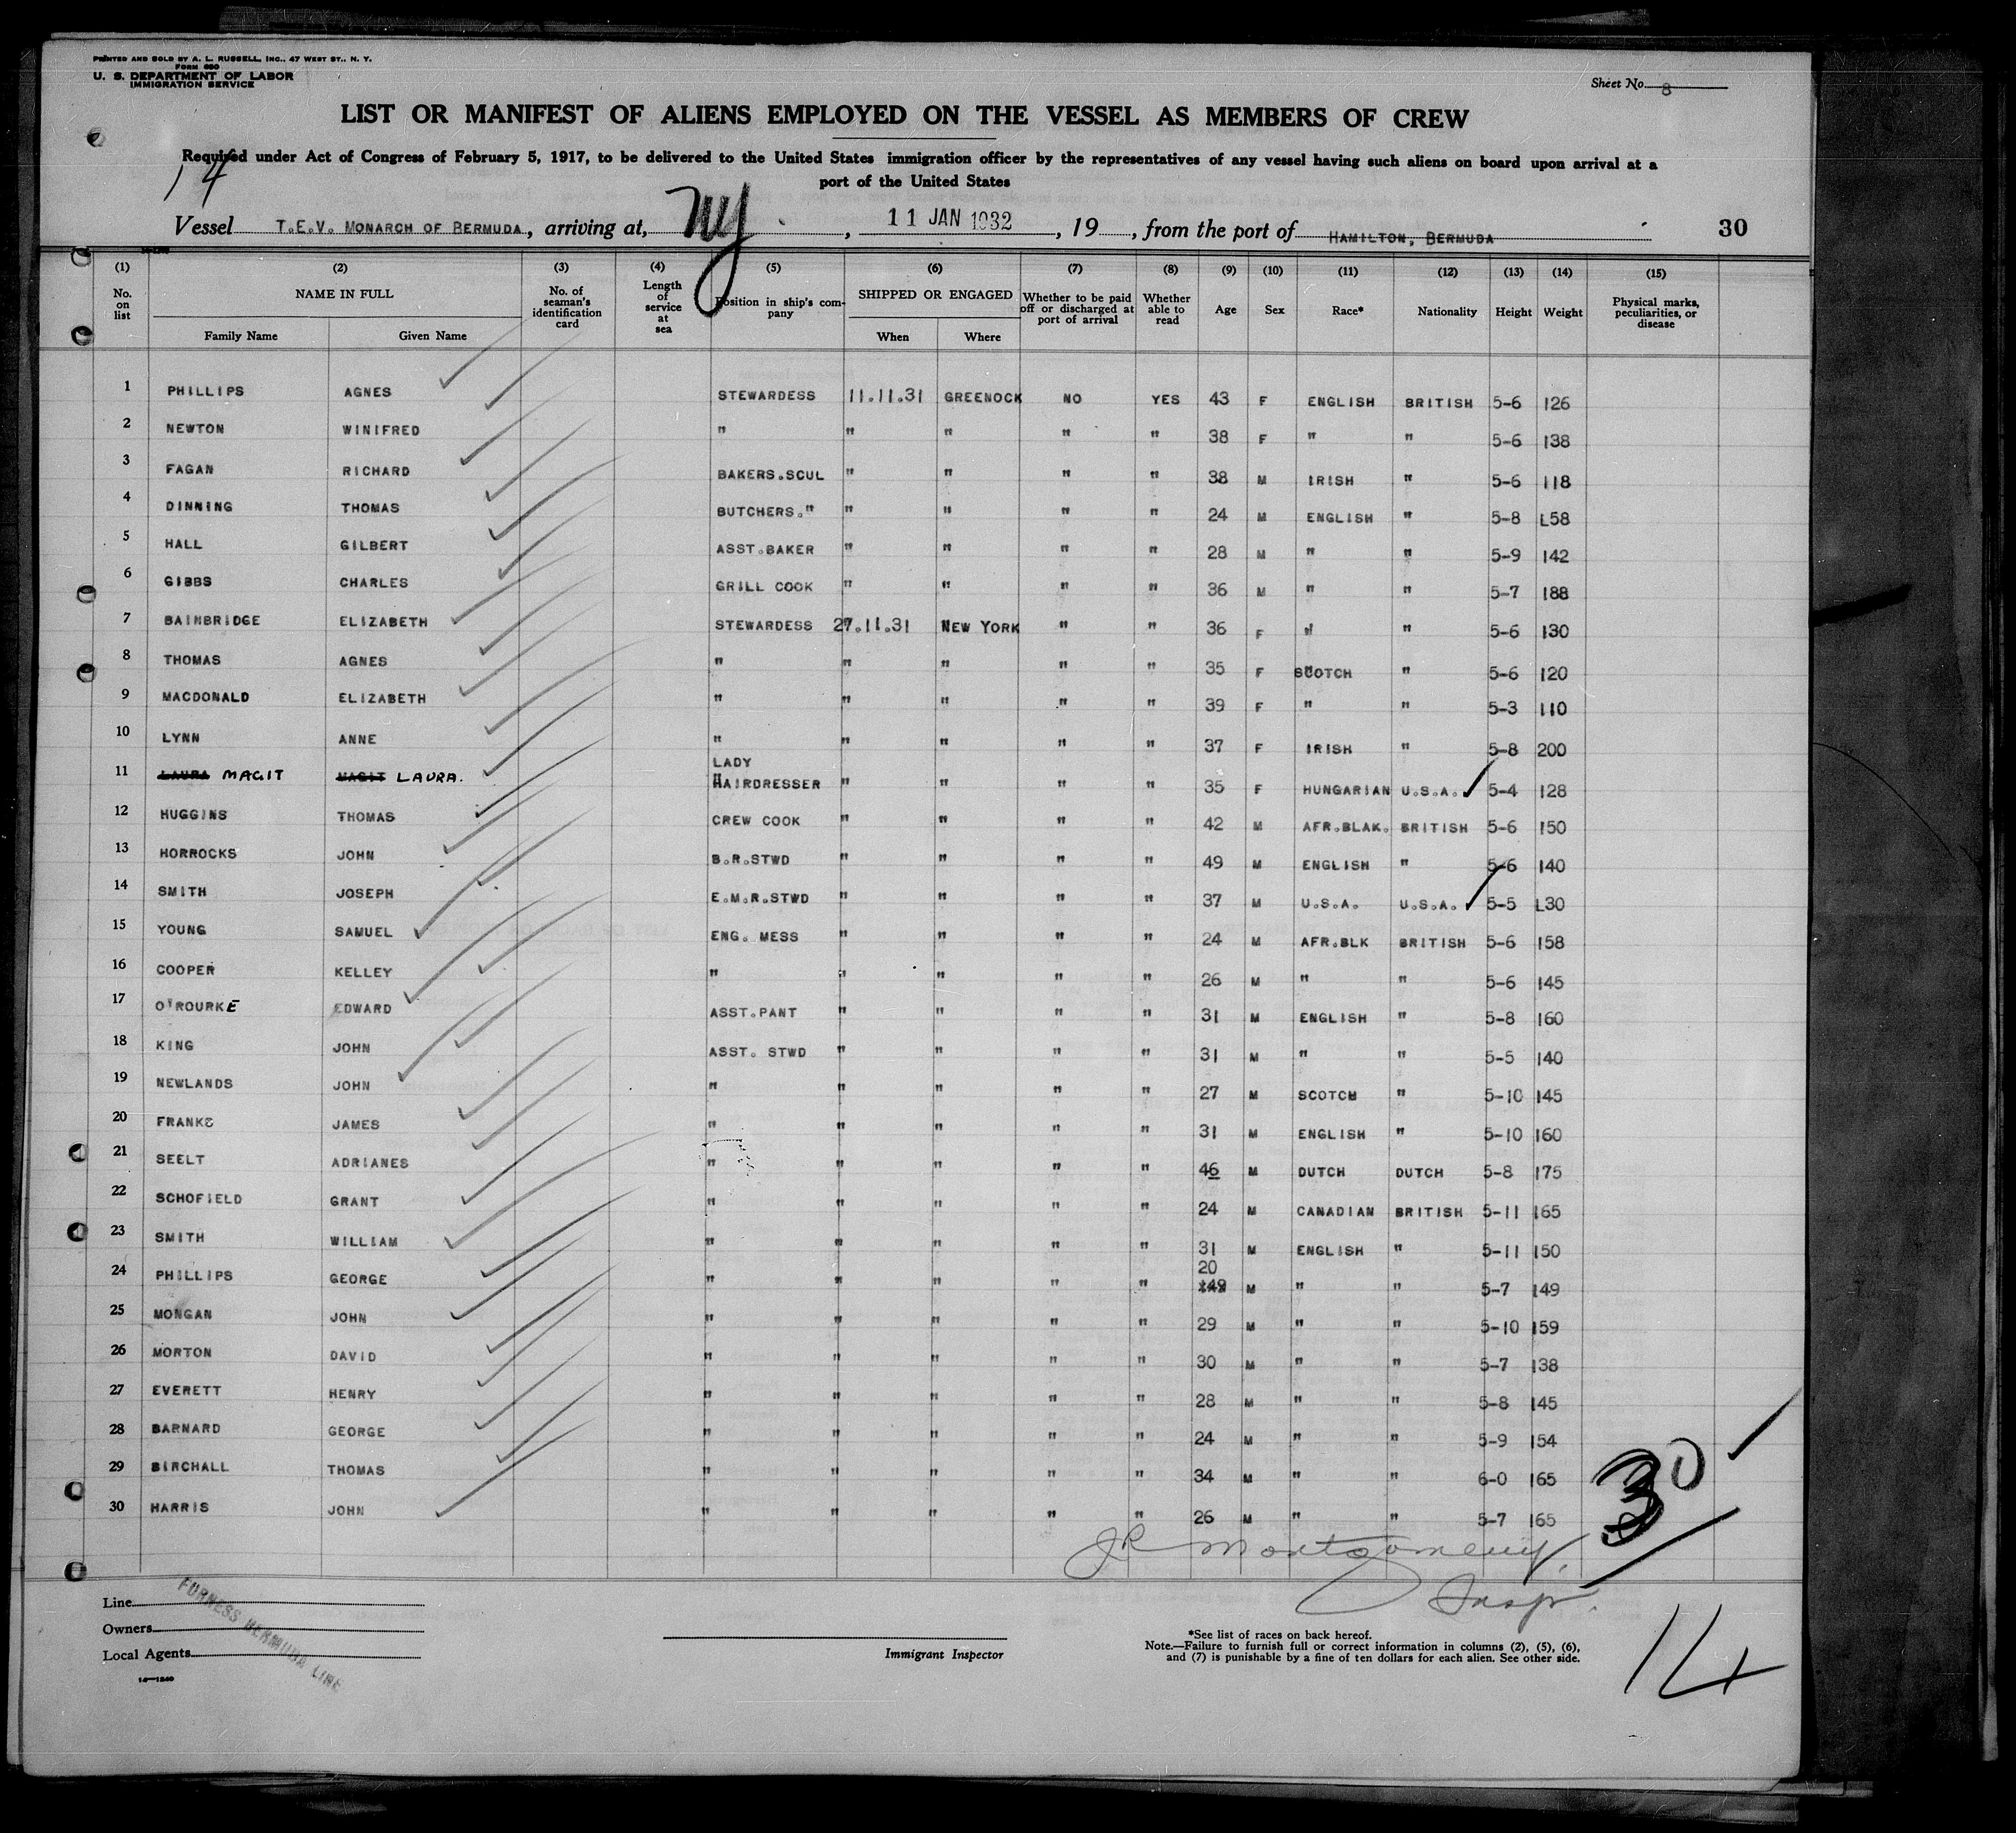 PRINTED AND SOLD BY A. L. RUSSELL, INC., 47 WEST ST., N. Y.
FORM 680
U. S. DEPARTMENT OF LABOR
IMMIGRATION SERVICE
Sheet No. 8
LIST OR MANIFEST OF ALIENS EMPLOYED ON THE VESSEL AS MEMBERS OF CREW
Required under Act of Congress of February 5, 1917, to be delivered to the United States immigration officer by the representatives of any vessel having such aliens on board upon arrival at a
port of the United States
14
Vessel T.E.V. MONARCH OF BERMUDA, arriving at, NY, 11 JAN 1932, 19 , from the port of HAMILTON, BERMUDA 30
(1) (2) (3) (4) (5) (6) (7) (8) (9) (10) (11) (12) (13) (14) (15)
No. on list NAME IN FULL Family Name Given Name No. of seaman's identification card Length of service at sea Position in ship's company SHIPPED OR ENGAGED When Where Whether to be paid off or discharged at port of arrival Whether able to read Age Sex Race* Nationality Height Weight Physical marks, peculiarities, or disease
1 PHILLIPS AGNES STEWARDESS 11.11.31 GREENOCK NO YES 43 F ENGLISH BRITISH 5-6 126
2 NEWTON WINIFRED " " " " " 38 F " " 5-6 138
3 FAGAN RICHARD BAKERS.SCUL " " " " 38 M IRISH " 5-6 118
4 DINNING THOMAS BUTCHERS." " " " " 24 M ENGLISH " 5-8 L58
5 HALL GILBERT ASST.BAKER " " " " 28 M " " 5-9 142
6 GIBBS CHARLES GRILL COOK " " " " 36 M " " 5-7 188
7 BAINBRIDGE ELIZABETH STEWARDESS 27.11.31 NEW YORK " " 36 F " " 5-6 130
8 THOMAS AGNES " " " " " 35 F SCOTCH " 5-6 120
9 MACDONALD ELIZABETH " " " " " 39 F " " 5-3 110
10 LYNN ANNE " " " " " 37 F IRISH " 5-8 200
11 LAURA MAGIT MAGIT LAURA. LADY HAIRDRESSER " " " " 35 F HUNGARIAN U.S.A. 5-4 128
12 HUGGINS THOMAS CREW COOK " " " " 42 M AFR.BLAK. BRITISH 5-6 150
13 HORROCKS JOHN B.R.STWD " " " " 49 M ENGLISH " 5-6 140
14 SMITH JOSEPH E.M.R.STWD " " " " 37 M U.S.A. U.S.A. 5-5 L30
15 YOUNG SAMUEL ENG. MESS " " " " 24 M AFR.BLK BRITISH 5-6 158
16 COOPER KELLEY " " " " " 26 M " " 5-6 145
17 O'ROURKE EDWARD ASST.PANT " " " " 31 M ENGLISH " 5-8 160
18 KING JOHN ASST. STWD " " " " 31 M " " 5-5 140
19 NEWLANDS JOHN " " " " " 27 M SCOTCH " 5-10 145
20 FRANKS JAMES " " " " " 31 M ENGLISH " 5-10 160
21 SEELT ADRIANES " " " " " 46 M DUTCH DUTCH 5-8 175
22 SCHOFIELD GRANT " " " " " 24 M CANADIAN BRITISH 5-11 165
23 SMITH WILLIAM " " " " " 31 M ENGLISH " 5-11 150
24 PHILLIPS GEORGE " " " " " 20 149 M " " 5-7 149
25 MONGAN JOHN " " " " " 29 M " " 5-10 159
26 MORTON DAVID " " " " " 30 M " " 5-7 138
27 EVERETT HENRY " " " " " 28 M " " 5-8 145
28 BARNARD GEORGE " " " " " 24 M " " 5-9 154
29 BIRCHALL THOMAS " " " " " 34 M " " 6-0 165
30 HARRIS JOHN " " " " " 26 M " " 5-7 165
30
JR Montgomery
Insp.
Line
Owners
Local Agents
FURNESS BERMUDA LINE
Immigrant Inspector
*See list of races on back hereof.
Note.—Failure to furnish full or correct information in columns (2), (5), (6),
and (7) is punishable by a fine of ten dollars for each alien. See other side.
14
14—1240